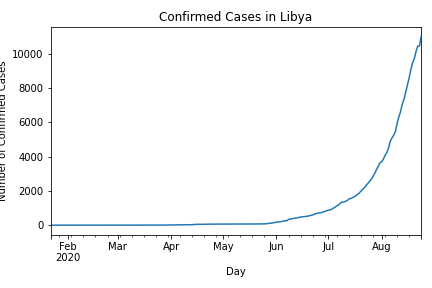 Confirmed Cases in Libya
Number of Confirmed Cases
10000
8000
6000
4000
2000
0
Feb
2020
Mar
Apr
May
Jun
Jul
Aug
Day